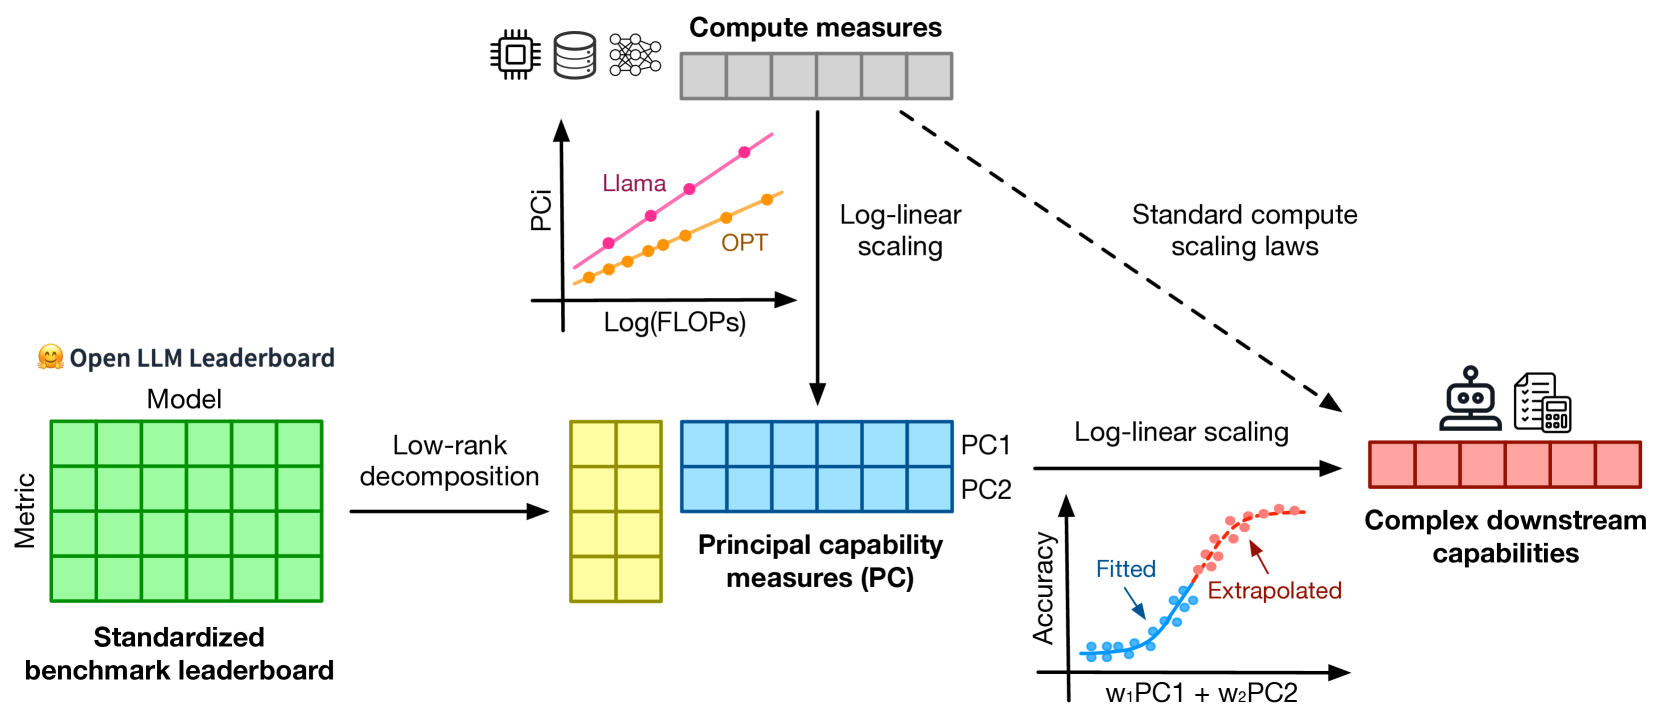 Compute measures
PCi
Llama
OPT
Log(FLOPs)
Log-linear
scaling
Standard compute
scaling laws
🤗 Open LLM Leaderboard
Model
Metric
Standardized
benchmark leaderboard
Low-rank
decomposition
PC1
PC2
Principal capability
measures (PC)
Log-linear scaling
Accuracy
Fitted
Extrapolated
w₁PC1 + w₂PC2
Complex downstream
capabilities